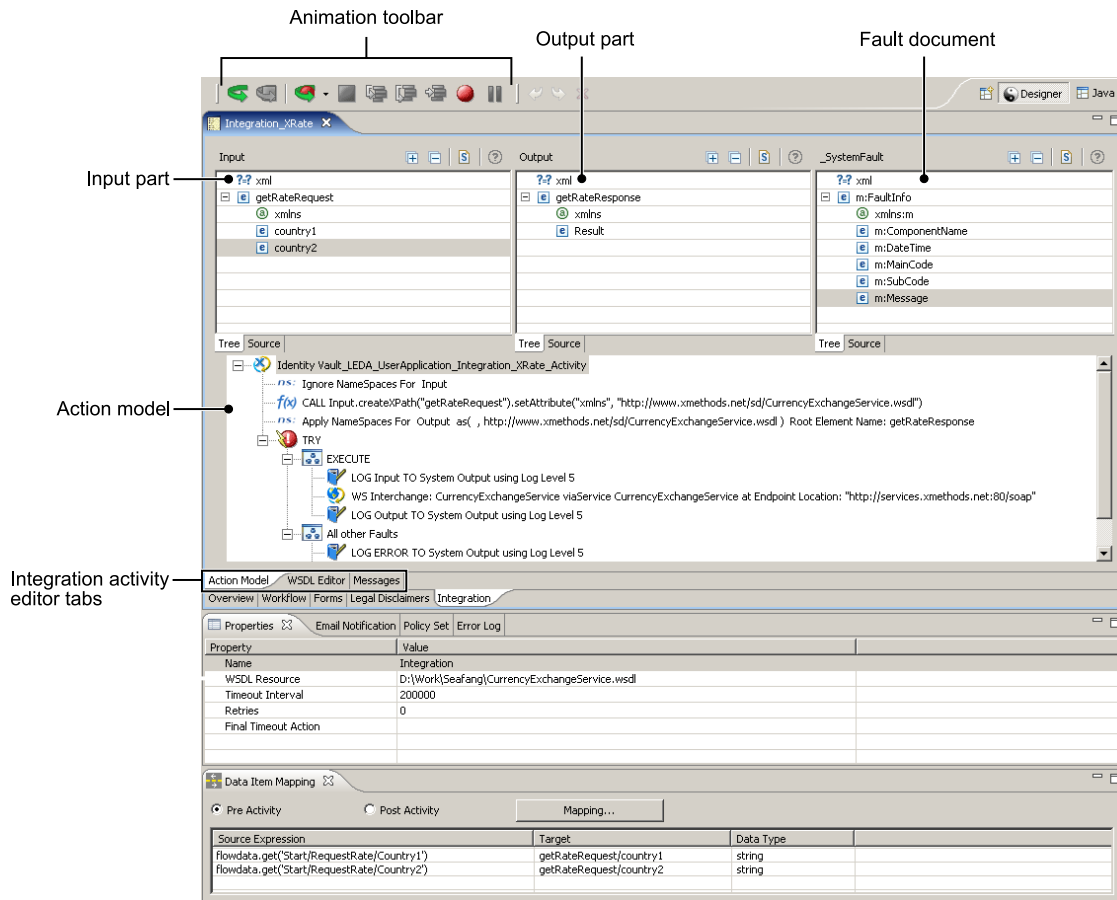 Animation toolbar
Output part
Fault document
Designer
Java
Integration_XRate
Input
Output
_SystemFault
Input part
?=? xml
getRateRequest
xmlns
country1
country2
?=? xml
getRateResponse
xmlns
Result
?=? xml
m:FaultInfo
xmlns:m
m:ComponentName
m:DateTime
m:MainCode
m:SubCode
m:Message
Tree Source
Tree Source
Tree Source
Action model
Identity Vault_LEDA_UserApplication_Integration_XRate_Activity
ns: Ignore NameSpaces For Input
f(x) CALL Input.createXPath("getRateRequest").setAttribute("xmlns", "http://www.xmethods.net/sd/CurrencyExchangeService.wsdl")
ns: Apply NameSpaces For Output as( , http://www.xmethods.net/sd/CurrencyExchangeService.wsdl ) Root Element Name: getRateResponse
TRY
EXECUTE
LOG Input TO System Output using Log Level 5
WS Interchange: CurrencyExchangeService viaService CurrencyExchangeService at Endpoint Location: "http://services.xmethods.net:80/soap"
LOG Output TO System Output using Log Level 5
All other Faults
LOG ERROR TO System Output using Log Level 5
Integration activity
editor tabs
Action Model WSDL Editor Messages
Overview Workflow Forms Legal Disclaimers Integration
Properties Email Notification Policy Set Error Log
Property Value
Name Integration
WSDL Resource D:\Work\Seafang\CurrencyExchangeService.wsdl
Timeout Interval 200000
Retries 0
Final Timeout Action
Data Item Mapping
Pre Activity Post Activity Mapping...
Source Expression Target Data Type
flowdata.get('Start/RequestRate/Country1') getRateRequest/country1 string
flowdata.get('Start/RequestRate/Country2') getRateRequest/country2 string